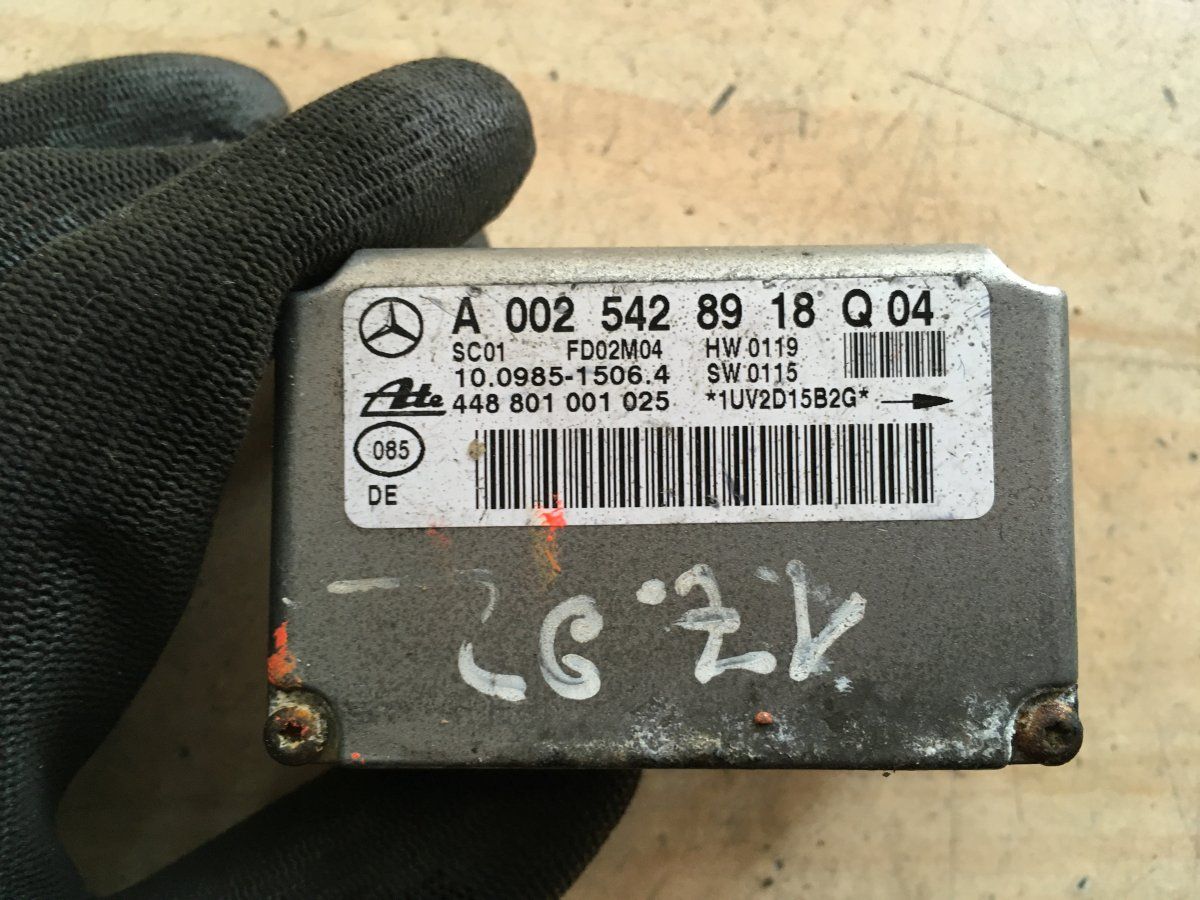 A 002 542 89 18 Q 04
SC01 FD02M04 HW 0119
10.0985-1506.4 SW 0115
Ate 448 801 001 025 *1UV2D15B2G*
085
DE